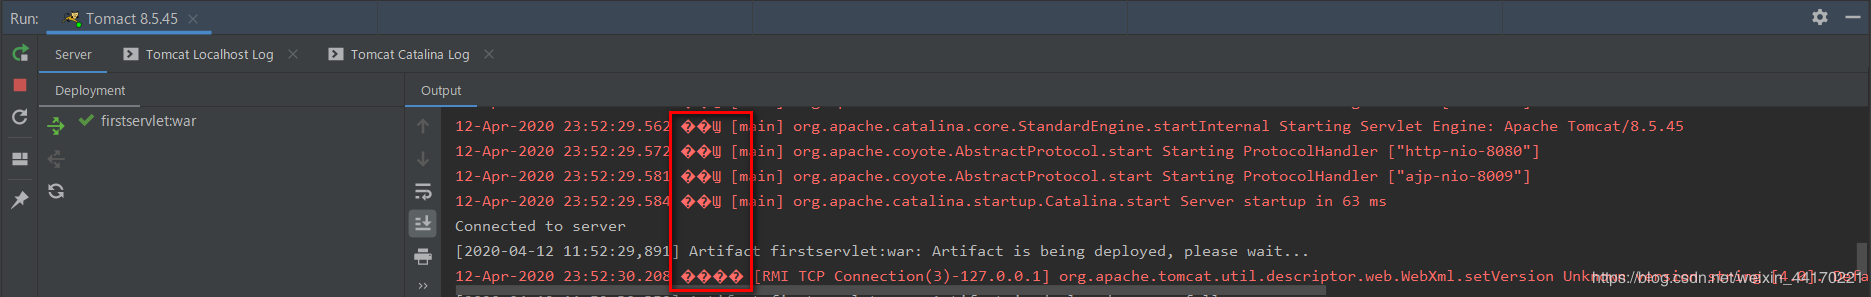 Run: Tomact 8.5.45
Server Tomcat Localhost Log Tomcat Catalina Log
Deployment Output
firstservlet:war
12-Apr-2020 23:52:29.562 ��Ϣ [main] org.apache.catalina.core.StandardEngine.startInternal Starting Servlet Engine: Apache Tomcat/8.5.45
12-Apr-2020 23:52:29.572 ��Ϣ [main] org.apache.coyote.AbstractProtocol.start Starting ProtocolHandler ["http-nio-8080"]
12-Apr-2020 23:52:29.581 ��Ϣ [main] org.apache.coyote.AbstractProtocol.start Starting ProtocolHandler ["ajp-nio-8009"]
12-Apr-2020 23:52:29.584 ��Ϣ [main] org.apache.catalina.startup.Catalina.start Server startup in 63 ms
Connected to server
[2020-04-12 11:52:29,891] Artifact firstservlet:war: Artifact is being deployed, please wait...
12-Apr-2020 23:52:30.208 ���� [RMI TCP Connection(3)-127.0.0.1] org.apache.tomcat.util.descriptor.web.WebXml.setVersion
https://blog.csdn.net/weixin_44170221